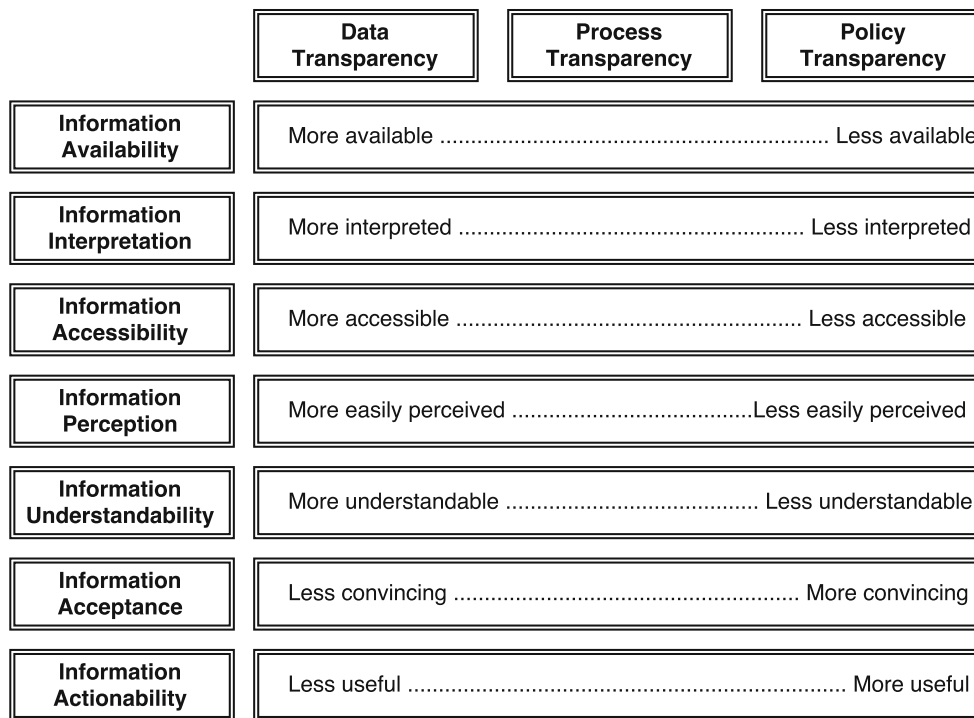 Data
Transparency
Process
Transparency
Policy
Transparency
Information
Availability
More available ............................................................... Less available
Information
Interpretation
More interpreted ........................................................ Less interpreted
Information
Accessibility
More accessible ........................................................ Less accessible
Information
Perception
More easily perceived .......................................Less easily perceived
Information
Understandability
More understandable ......................................... Less understandable
Information
Acceptance
Less convincing ........................................................ More convincing
Information
Actionability
Less useful ....................................................................... More useful